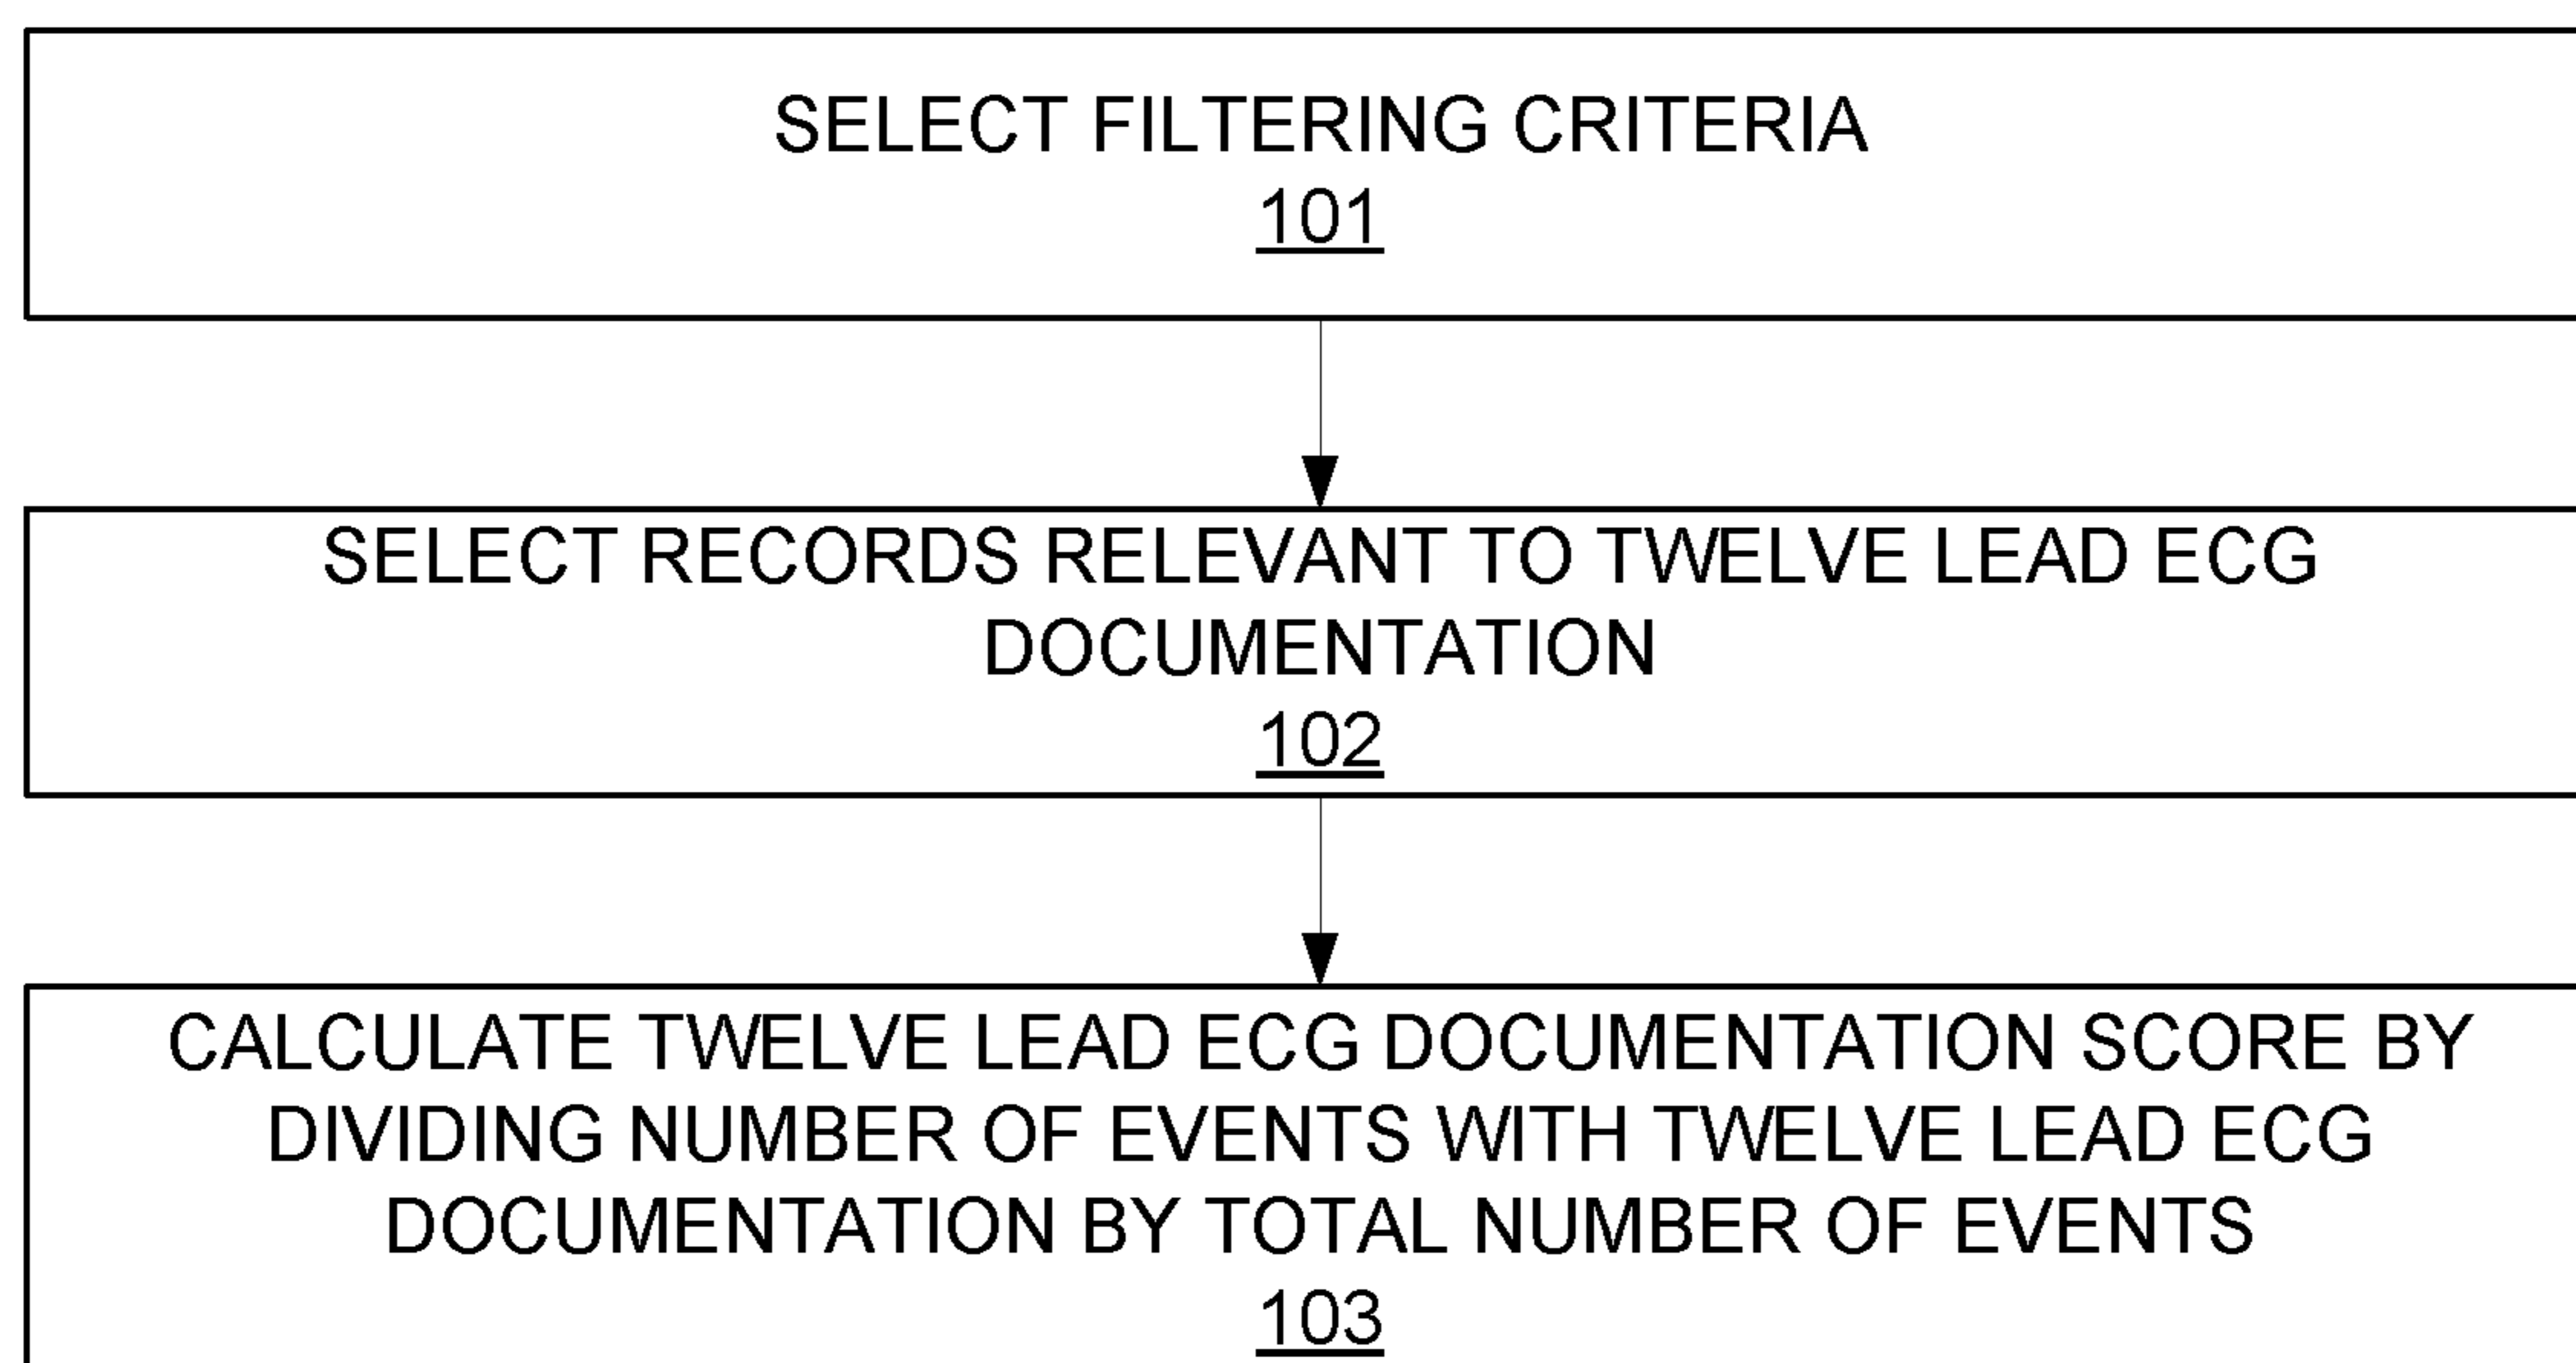 SELECT FILTERING CRITERIA
101
SELECT RECORDS RELEVANT TO TWELVE LEAD ECG
DOCUMENTATION
102
CALCULATE TWELVE LEAD ECG DOCUMENTATION SCORE BY
DIVIDING NUMBER OF EVENTS WITH TWELVE LEAD ECG
DOCUMENTATION BY TOTAL NUMBER OF EVENTS
103